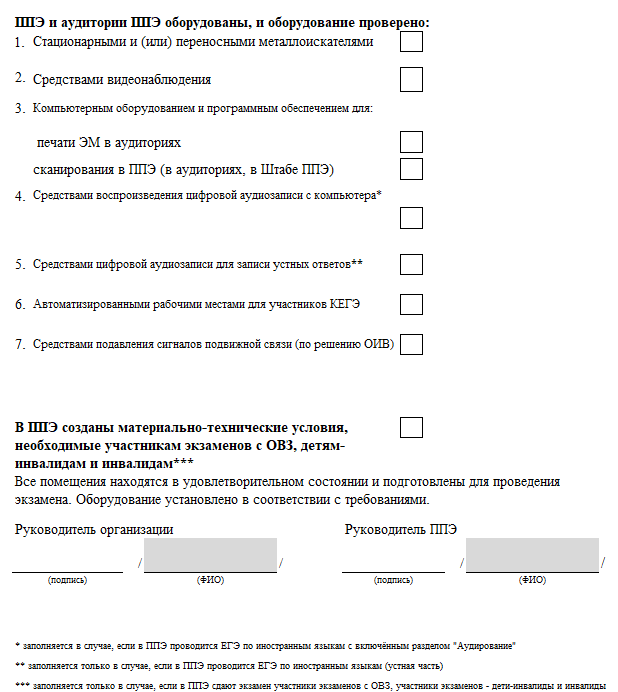 ППЭ и аудитории ППЭ оборудованы, и оборудование проверено:
1. Стационарными и (или) переносными металлоискателями
2. Средствами видеонаблюдения
3. Компьютерным оборудованием и программным обеспечением для:
печати ЭМ в аудиториях
сканирования в ППЭ (в аудиториях, в Штабе ППЭ)
4. Средствами воспроизведения цифровой аудиозаписи с компьютера*
5. Средствами цифровой аудиозаписи для записи устных ответов**
6. Автоматизированными рабочими местами для участников КЕГЭ
7. Средствами подавления сигналов подвижной связи (по решению ОИВ)
В ППЭ созданы материально-технические условия,
необходимые участникам экзаменов с ОВЗ, детям-
инвалидам и инвалидам***
Все помещения находятся в удовлетворительном состоянии и подготовлены для проведения
экзамена. Оборудование установлено в соответствии с требованиями.
Руководитель организации Руководитель ППЭ
/ / / /
(подпись) (ФИО) (подпись) (ФИО)
* заполняется в случае, если в ППЭ проводится ЕГЭ по иностранным языкам с включённым разделом "Аудирование"
** заполняется только в случае, если в ППЭ проводится ЕГЭ по иностранным языкам (устная часть)
*** заполняется только в случае, если в ППЭ сдают экзамен участники экзаменов с ОВЗ, участники экзаменов - дети-инвалиды и инвалиды